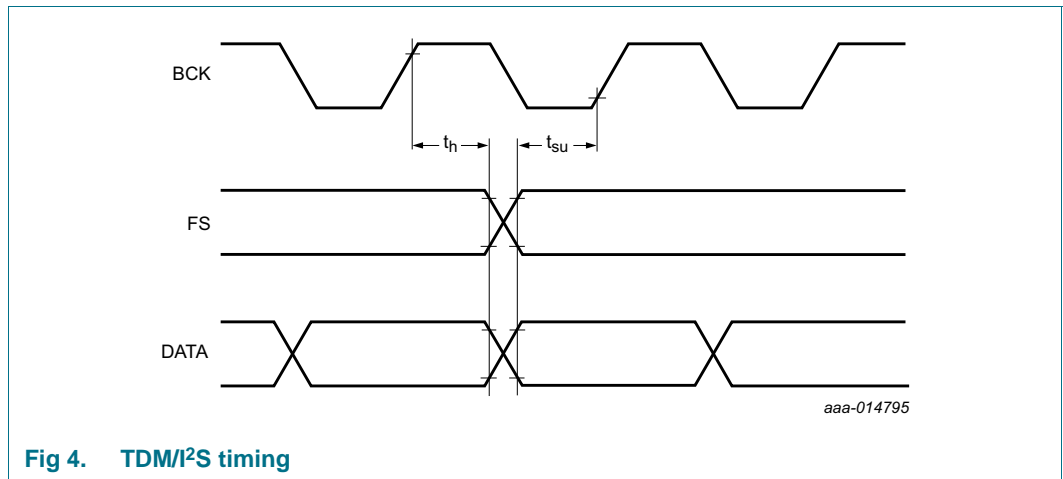 BCK
th
tsu
FS
DATA
aaa-014795
Fig 4. TDM/I²S timing